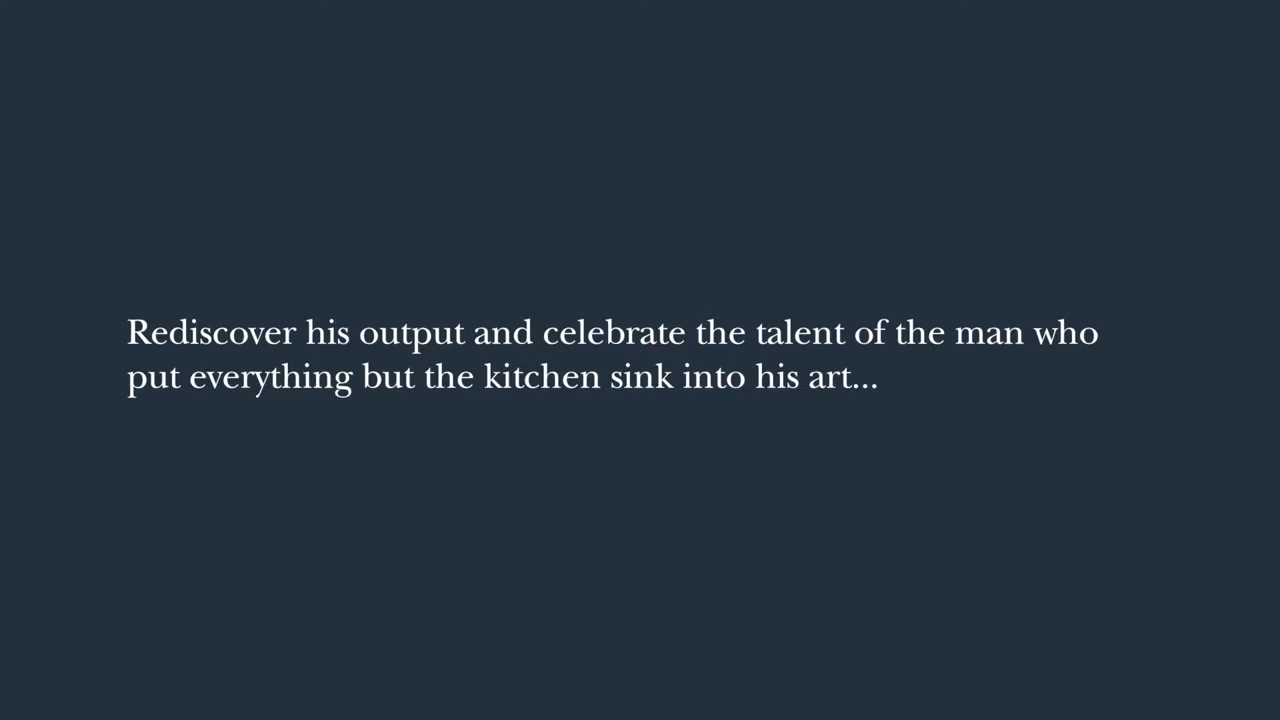 Rediscover his output and celebrate the talent of the man who
put everything but the kitchen sink into his art...